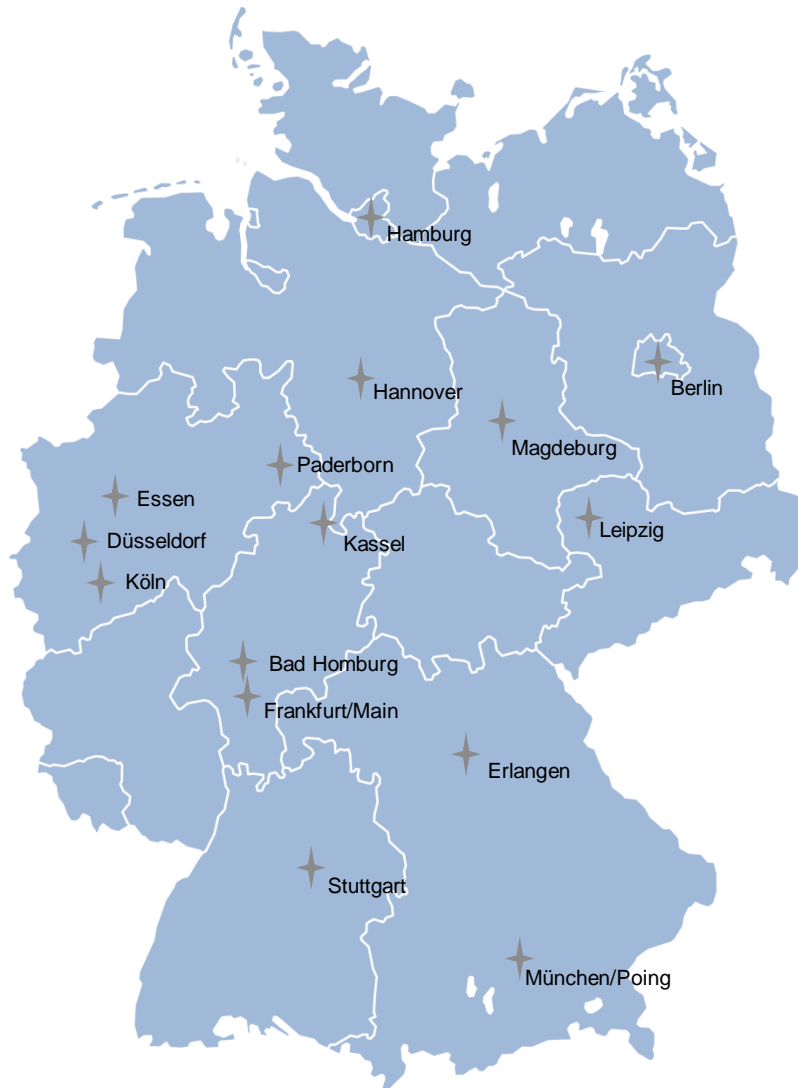 Hamburg
Hannover
Berlin
Magdeburg
Paderborn
Essen
Leipzig
Düsseldorf
Kassel
Köln
Bad Homburg
Frankfurt/Main
Erlangen
Stuttgart
München/Poing